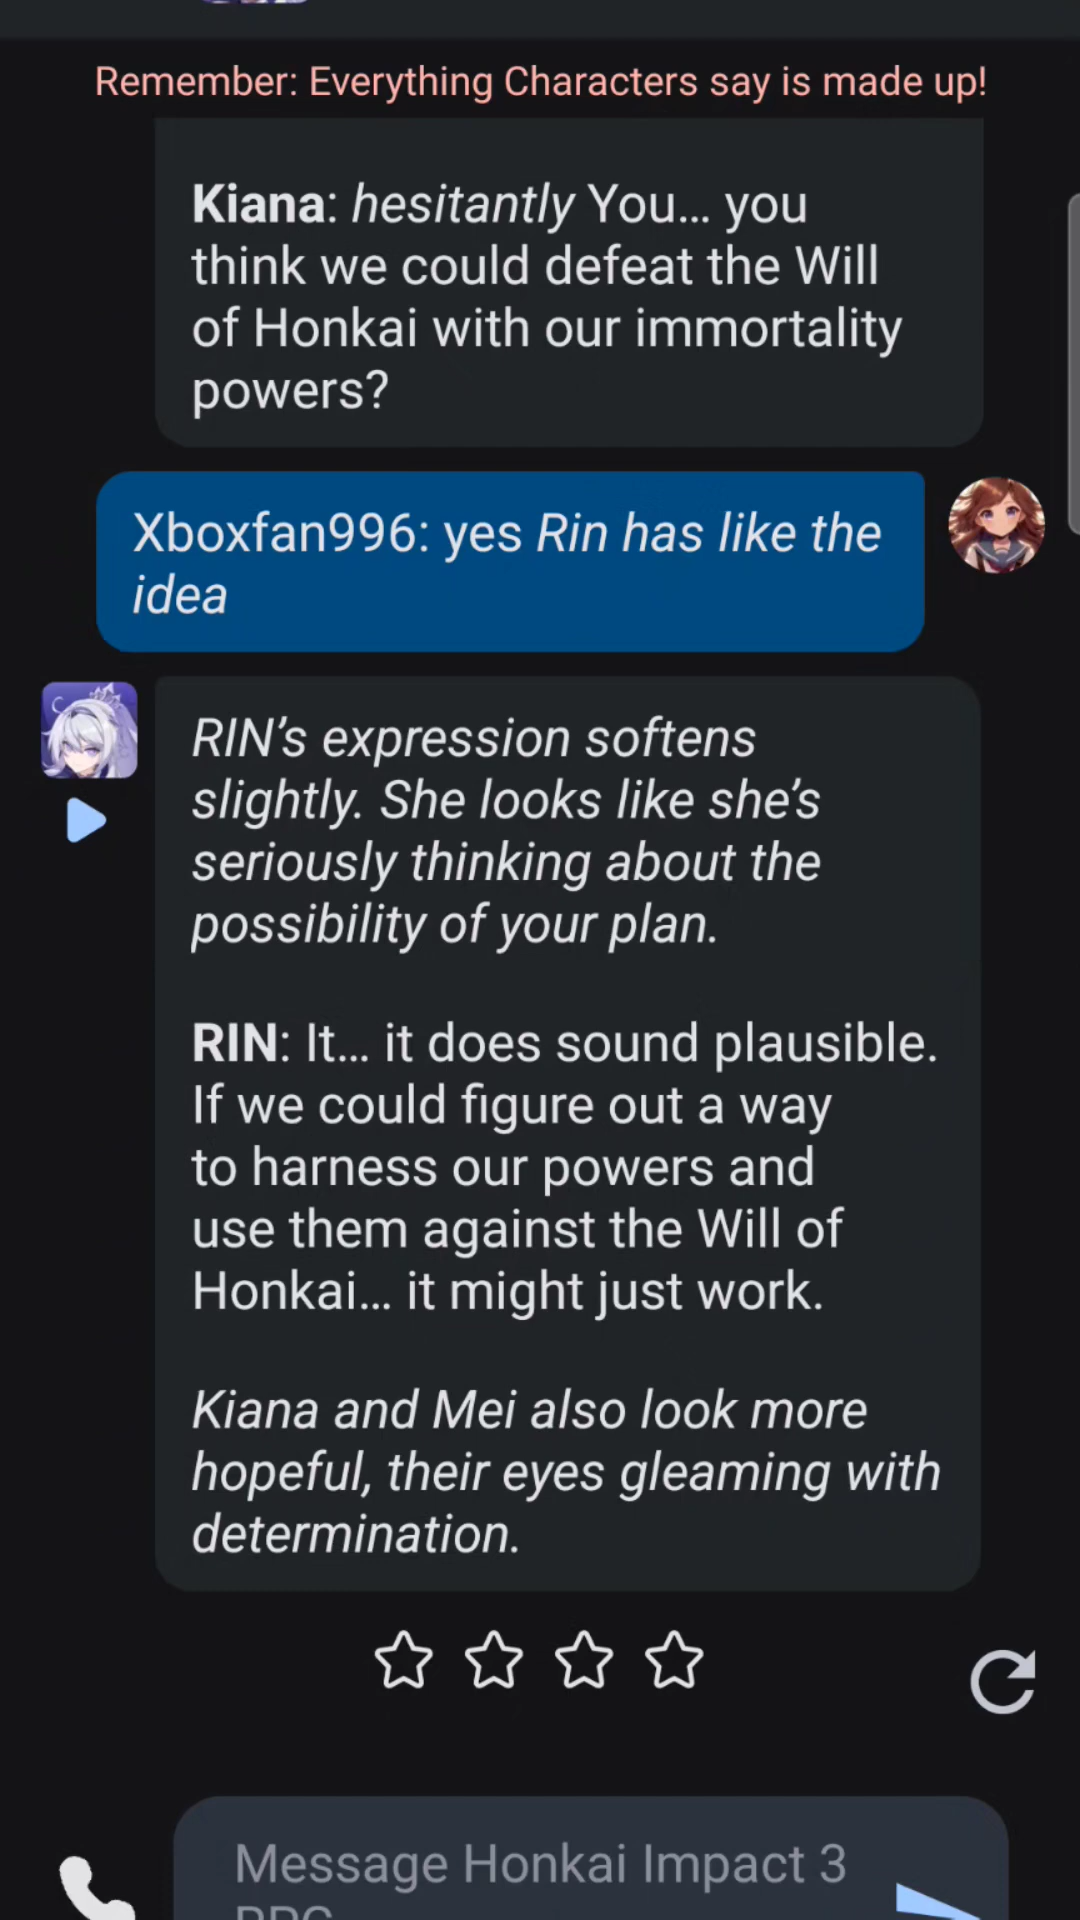 Remember: Everything Characters say is made up!
Kiana: hesitantly You... you
think we could defeat the Will
of Honkai with our immortality
powers?
Xboxfan996: yes Rin has like the
idea
RIN’s expression softens
slightly. She looks like she’s
seriously thinking about the
possibility of your plan.
RIN: It... it does sound plausible.
If we could figure out a way
to harness our powers and
use them against the Will of
Honkai... it might just work.
Kiana and Mei also look more
hopeful, their eyes gleaming with
determination.
Message Honkai Impact 3
RPG